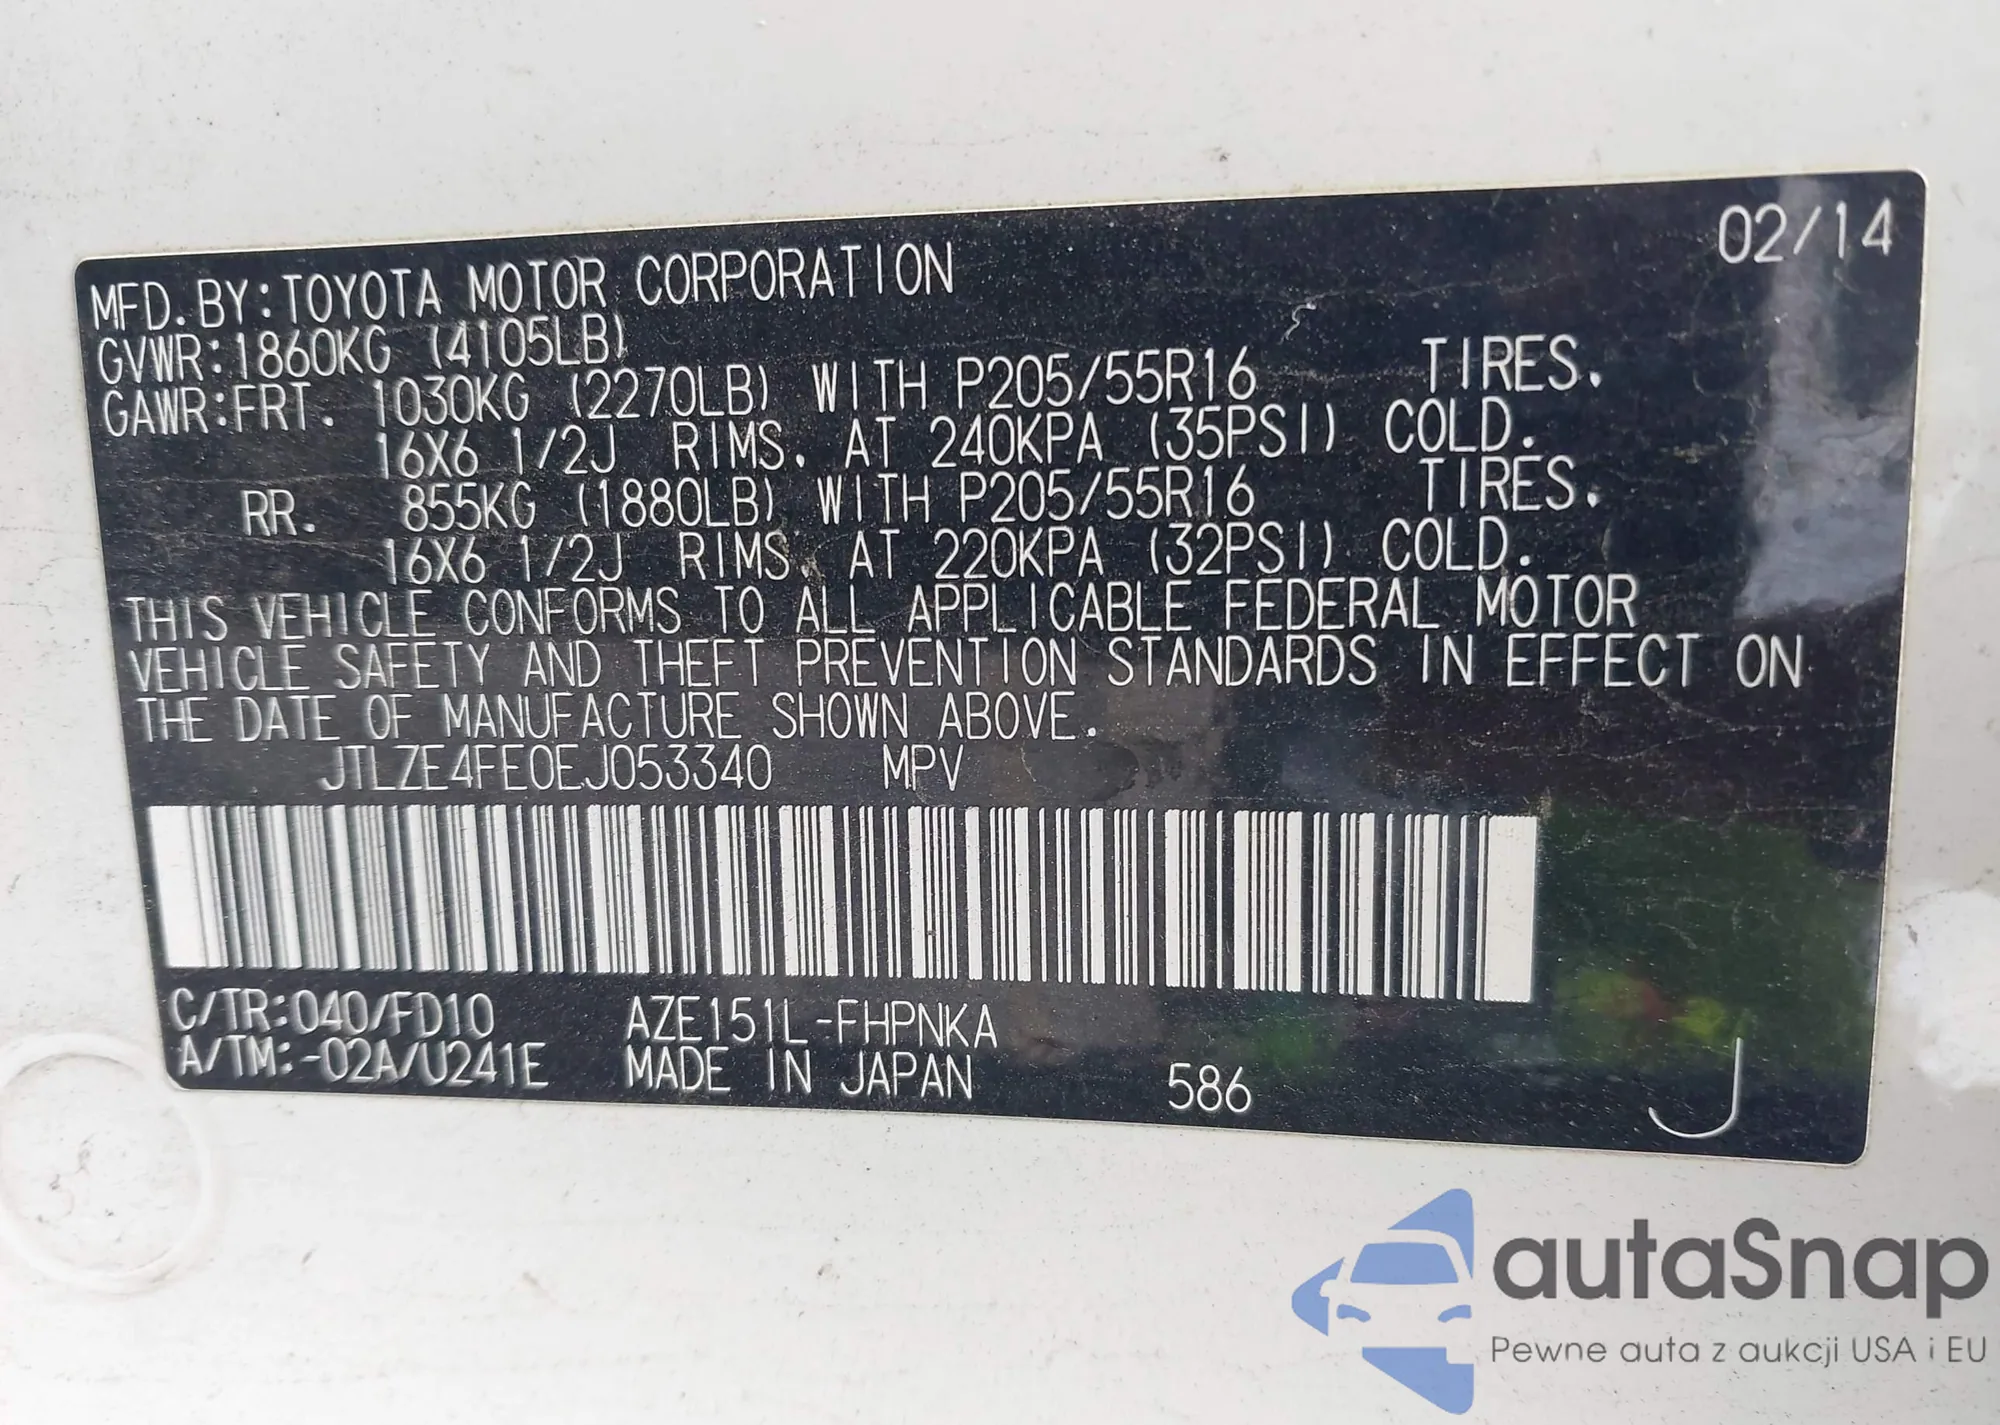 02/14
MFD.BY:TOYOTA MOTOR CORPORATION
GVWR:1860KG (4105LB)
GAWR:FRT. 1030KG (2270LB) WITH P205/55R16 TIRES.
16X6 1/2J RIMS. AT 240KPA (35PSI) COLD.
RR. 855KG (1880LB) WITH P205/55R16 TIRES.
16X6 1/2J RIMS. AT 220KPA (32PSI) COLD.
THIS VEHICLE CONFORMS TO ALL APPLICABLE FEDERAL MOTOR
VEHICLE SAFETY AND THEFT PREVENTION STANDARDS IN EFFECT ON
THE DATE OF MANUFACTURE SHOWN ABOVE.
JTLZE4FE0EJ053340 MPV
C/TR:040/FD10 AZE151L-FHPNKA
A/TM:-02A/U241E MADE IN JAPAN 586
J
autaSnap
Pewne auta z aukcji USA i EU